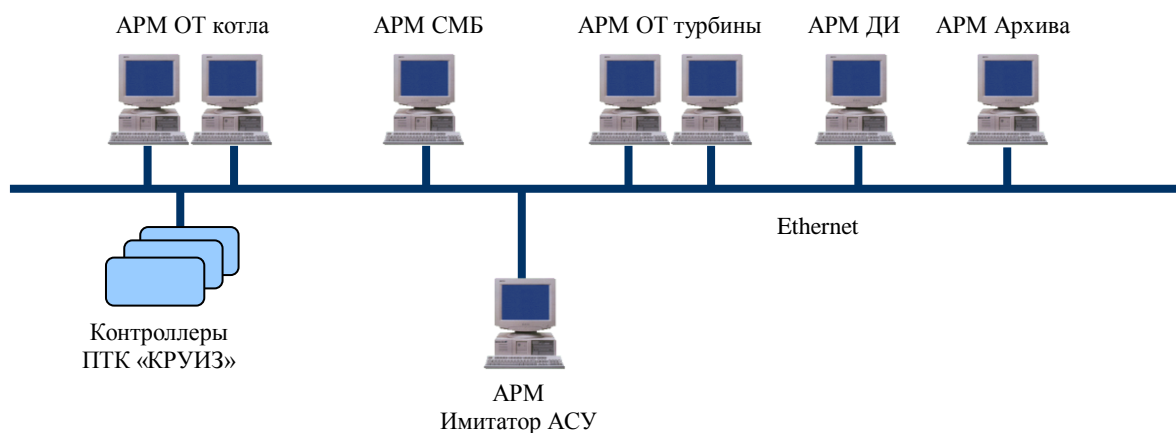 АРМ ОТ котла
АРМ СМБ
АРМ ОТ турбины
АРМ ДИ
АРМ Архива
Ethernet
Контроллеры
ПТК «КРУИЗ»
АРМ
Имитатор АСУ